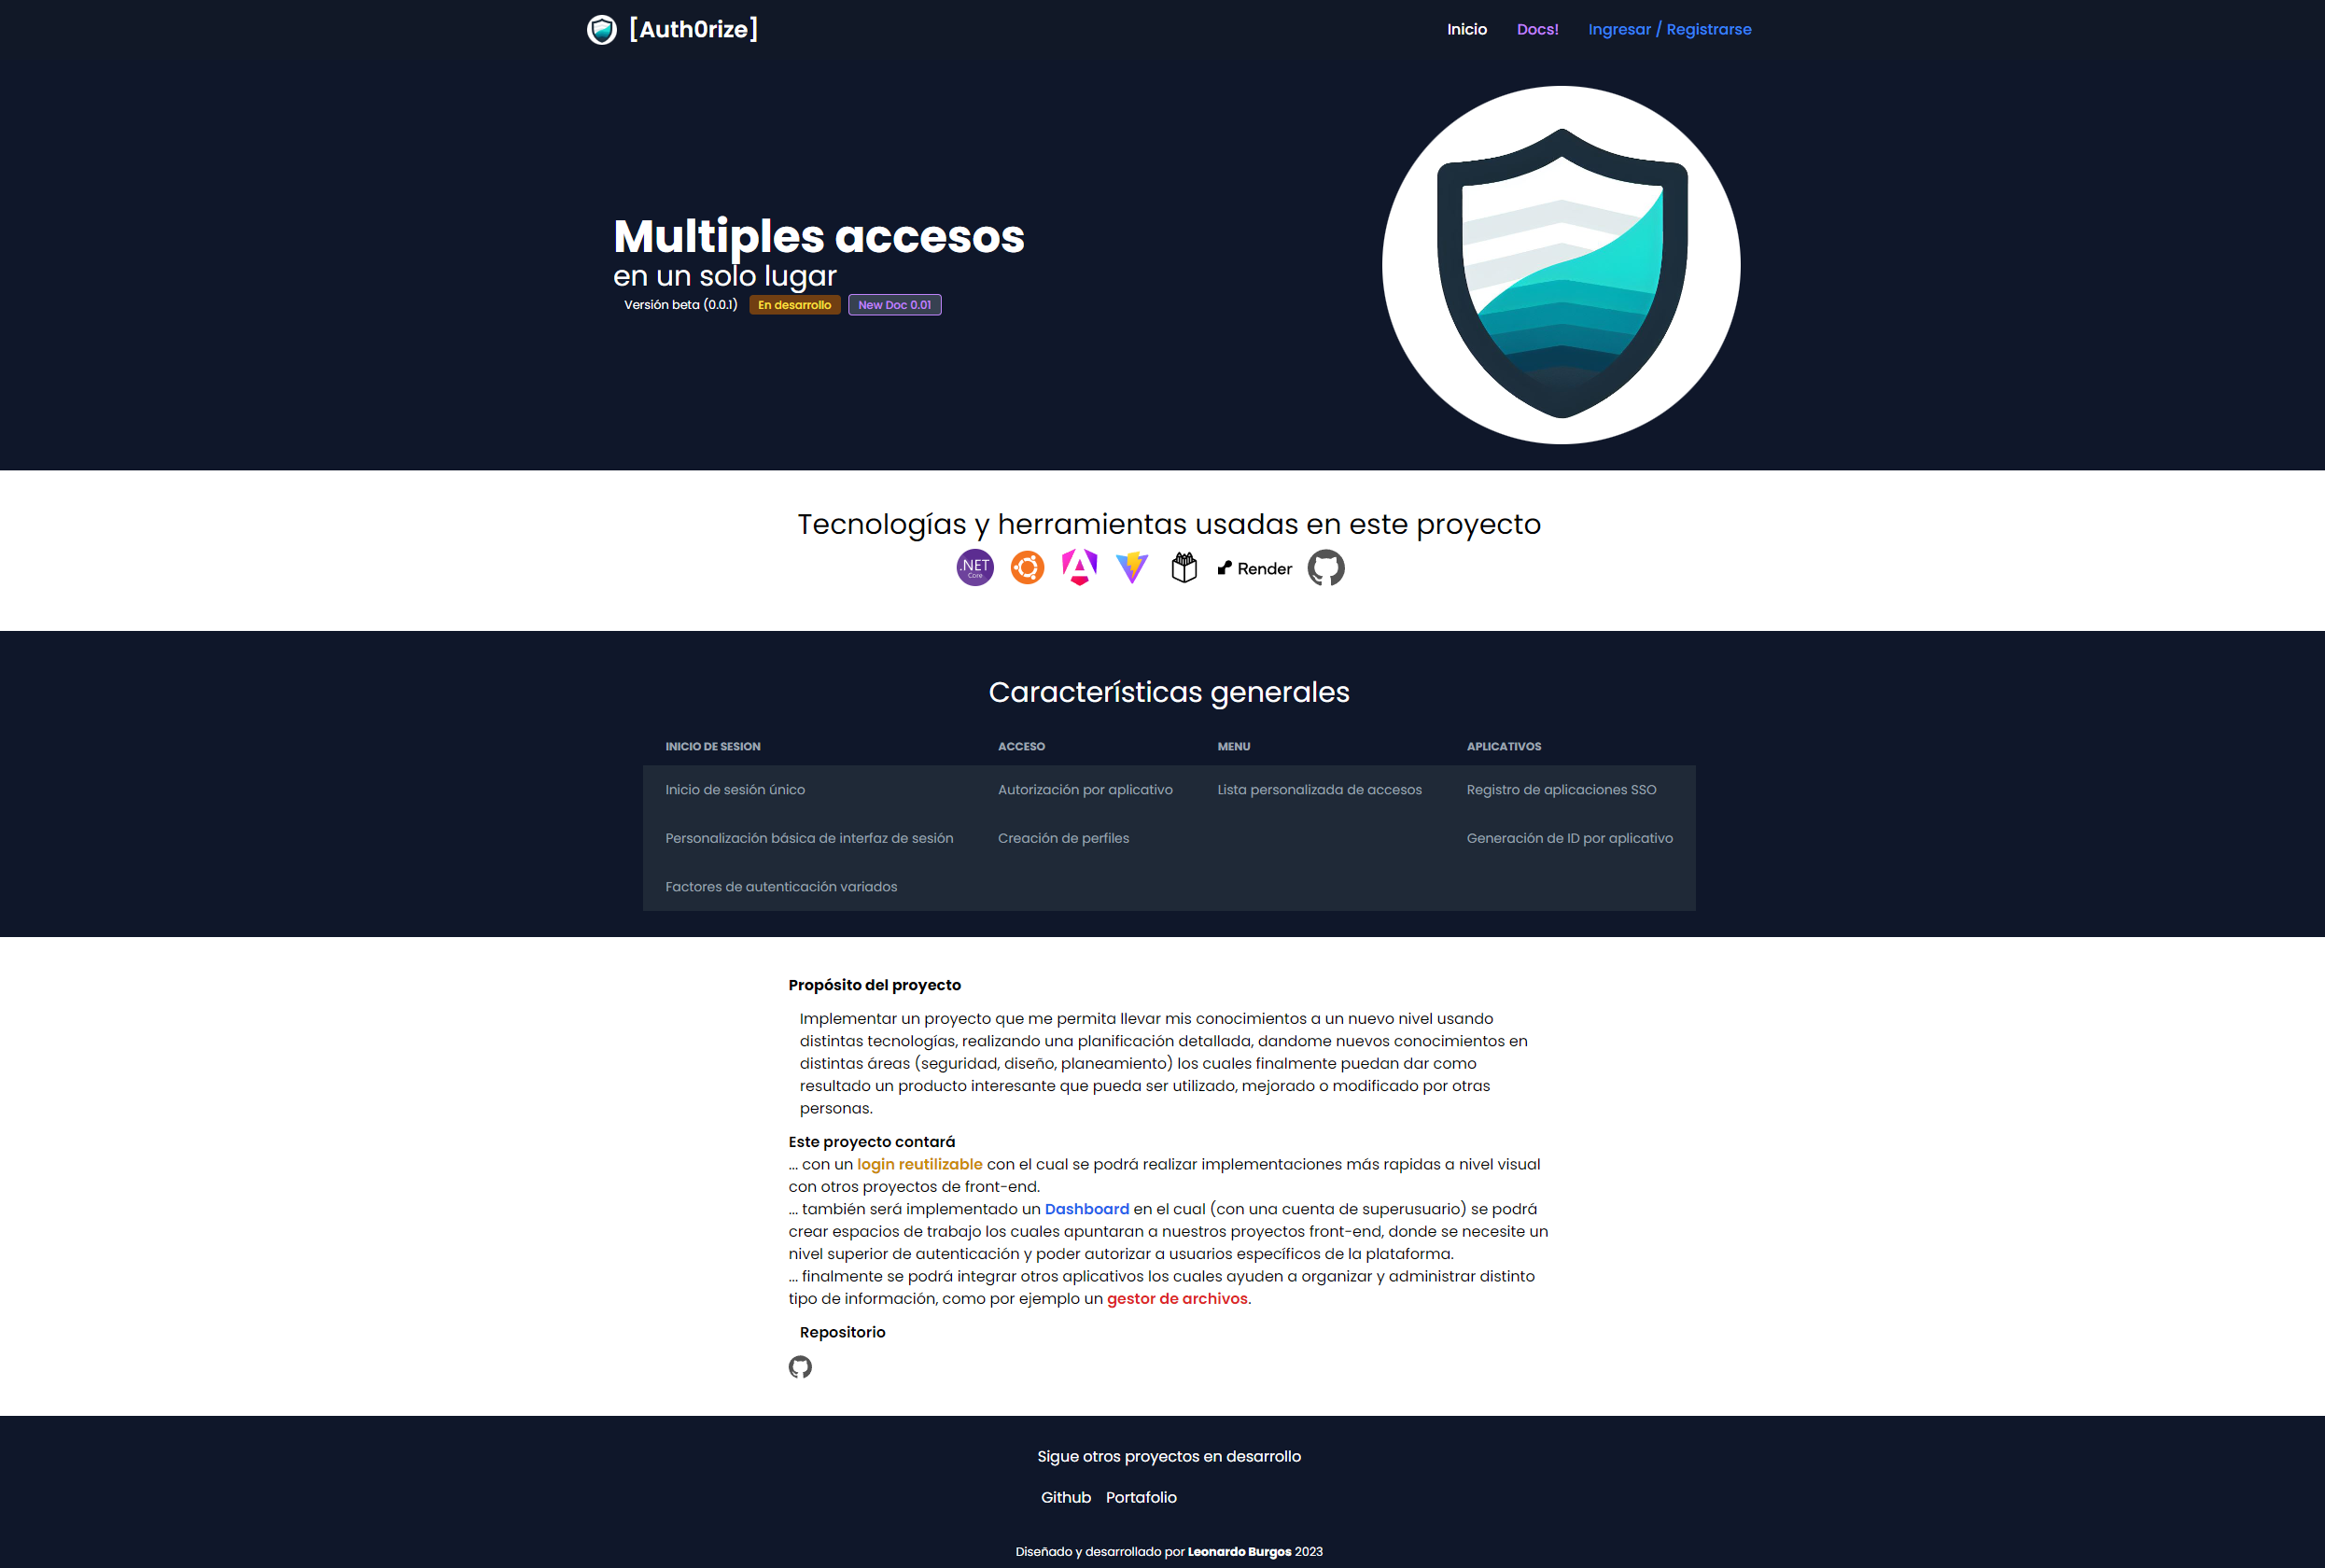 [Auth0rize]
Inicio Docs! Ingresar / Registrarse
Multiples accesos
en un solo lugar
Versión beta (0.0.1) En desarrollo New Doc 0.01
Tecnologías y herramientas usadas en este proyecto
.NET
Core
Render
Características generales
INICIO DE SESION ACCESO MENU APLICATIVOS
Inicio de sesión único Autorización por aplicativo Lista personalizada de accesos Registro de aplicaciones SSO
Personalización básica de interfaz de sesión Creación de perfiles Generación de ID por aplicativo
Factores de autenticación variados
Propósito del proyecto
Implementar un proyecto que me permita llevar mis conocimientos a un nuevo nivel usando
distintas tecnologías, realizando una planificación detallada, dandome nuevos conocimientos en
distintas áreas (seguridad, diseño, planeamiento) los cuales finalmente puedan dar como
resultado un producto interesante que pueda ser utilizado, mejorado o modificado por otras
personas.
Este proyecto contará
... con un login reutilizable con el cual se podrá realizar implementaciones más rapidas a nivel visual
con otros proyectos de front-end.
... también será implementado un Dashboard en el cual (con una cuenta de superusuario) se podrá
crear espacios de trabajo los cuales apuntaran a nuestros proyectos front-end, donde se necesite un
nivel superior de autenticación y poder autorizar a usuarios específicos de la plataforma.
... finalmente se podrá integrar otros aplicativos los cuales ayuden a organizar y administrar distinto
tipo de información, como por ejemplo un gestor de archivos.
Repositorio
Sigue otros proyectos en desarrollo
Github Portafolio
Diseñado y desarrollado por Leonardo Burgos 2023